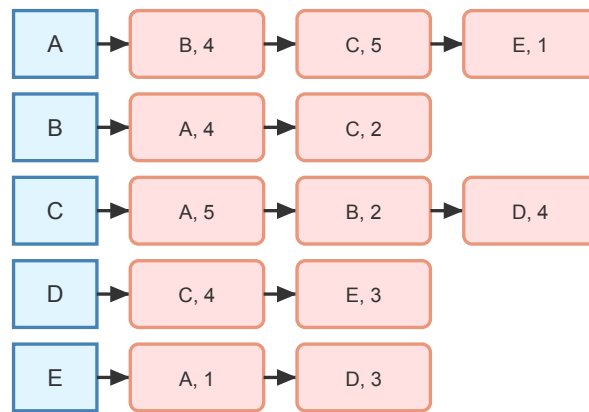 A B, 4 C, 5 E, 1
B A, 4 C, 2
C A, 5 B, 2 D, 4
D C, 4 E, 3
E A, 1 D, 3